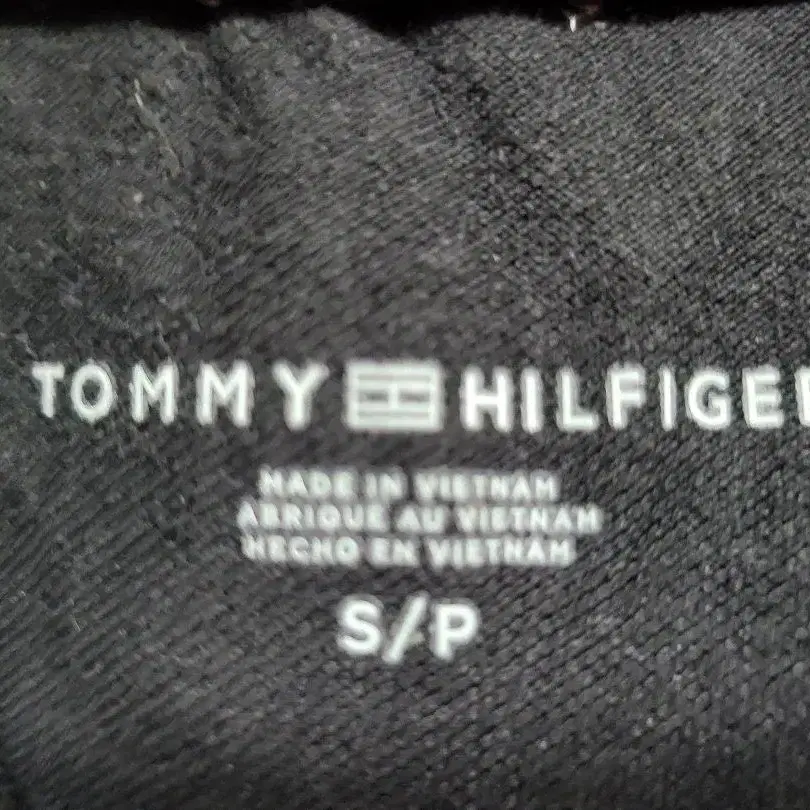 TOMMY HILFIGE
MADE IN VIETNAM
ABRIQUE AU VIETNAM
HECHO EN VIETNAM
S/P